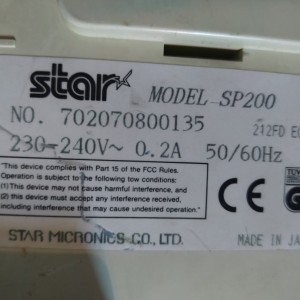 star
MODEL SP200
NO. 702070800135
212FD
230-240V~ 0.2A 50/60Hz
"This device complies with Part 15 of the FCC Rules.
Operation is subject to the following tow conditions:
(1) This device may not cause harmful interference, and
(2) this device must accept any interference received,
including interference that may cause undesired operation."
CE
TÜV
STAR MICRONICS CO., LTD.
MADE IN JA